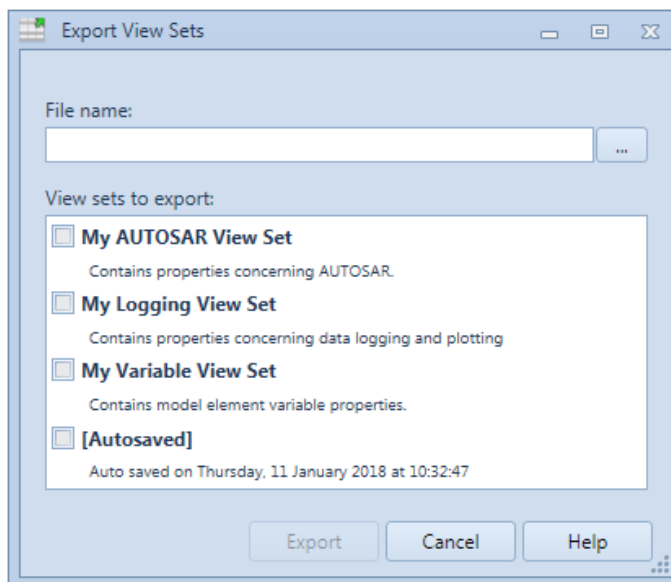 Export View Sets
File name:
...
View sets to export:
My AUTOSAR View Set
Contains properties concerning AUTOSAR.
My Logging View Set
Contains properties concerning data logging and plotting
My Variable View Set
Contains model element variable properties.
[Autosaved]
Auto saved on Thursday, 11 January 2018 at 10:32:47
Export Cancel Help